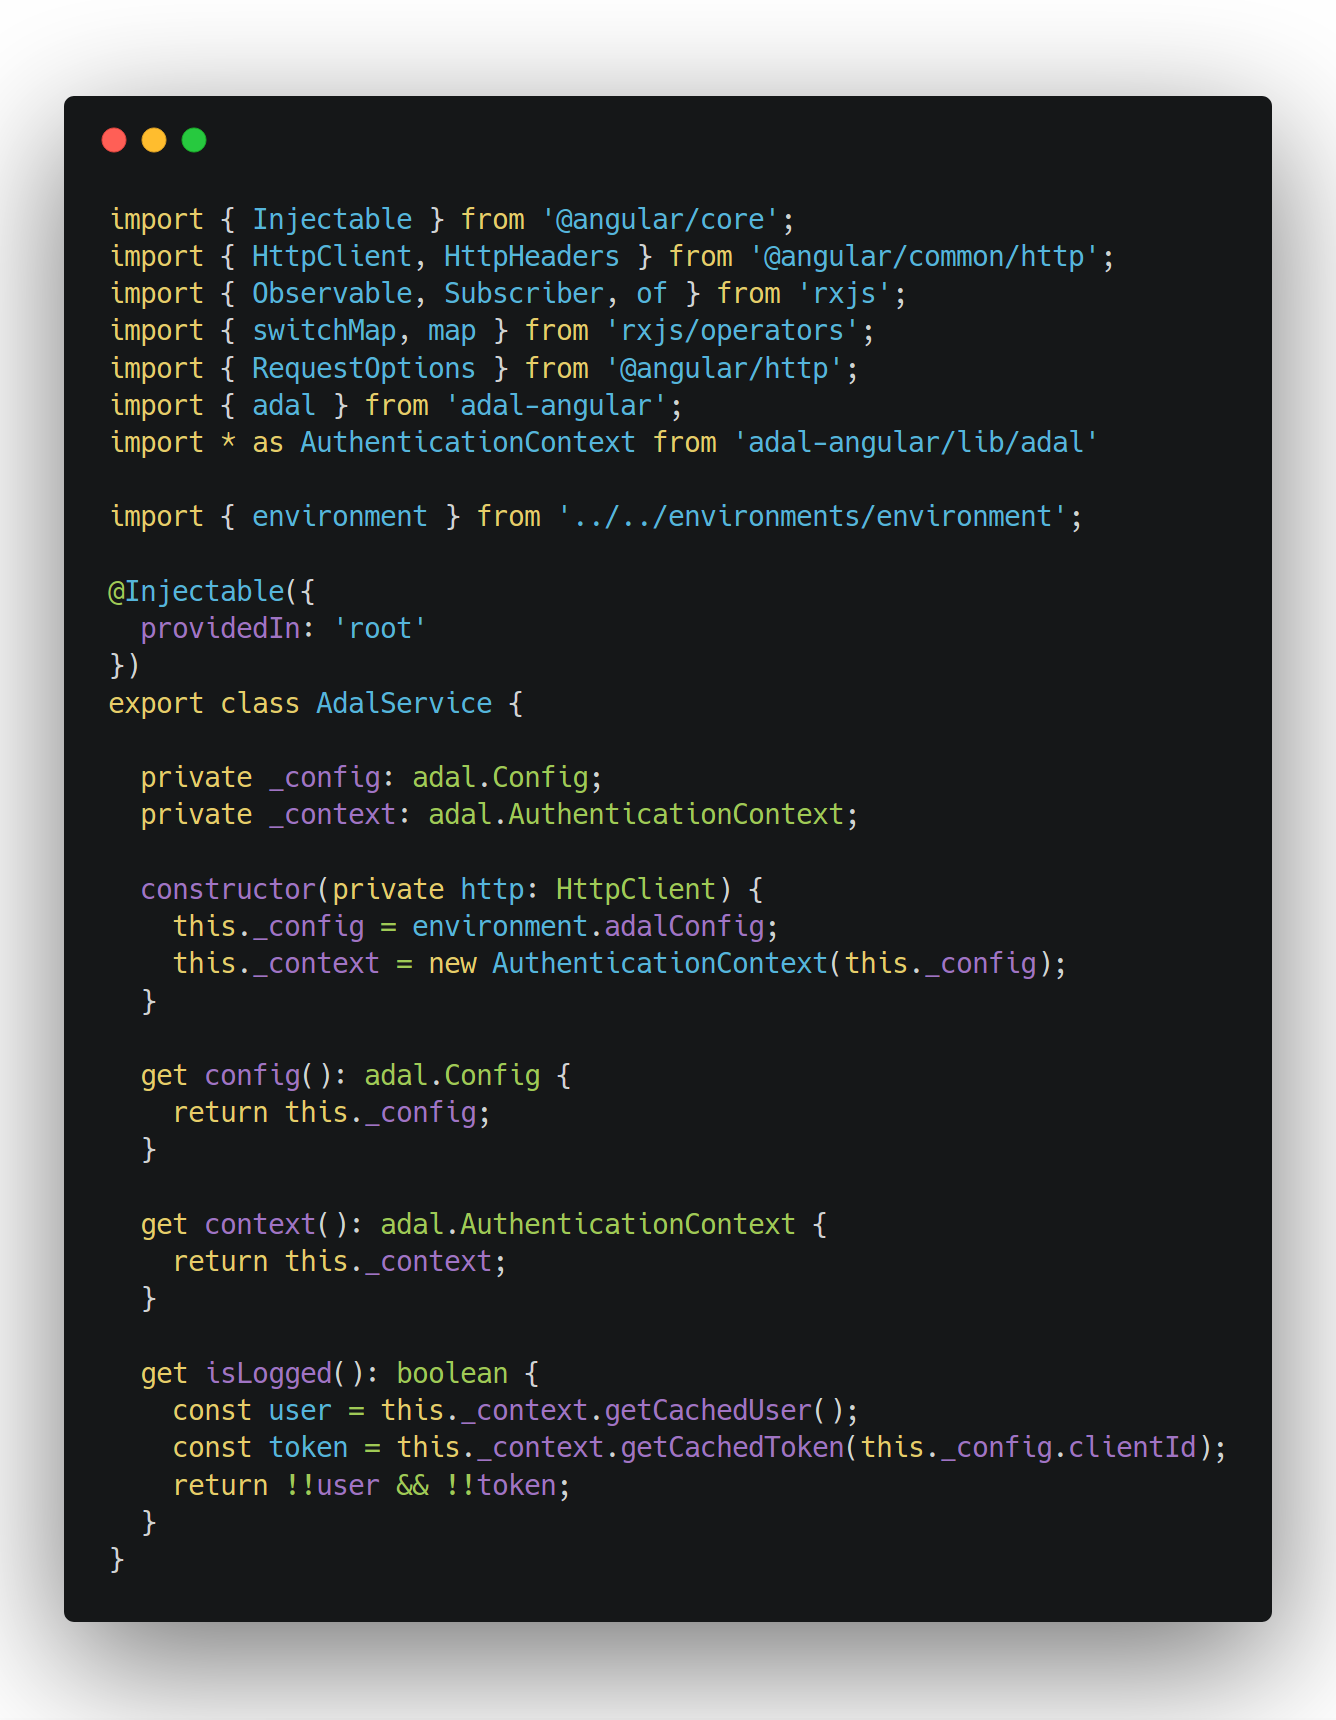 import { Injectable } from '@angular/core';
import { HttpClient, HttpHeaders } from '@angular/common/http';
import { Observable, Subscriber, of } from 'rxjs';
import { switchMap, map } from 'rxjs/operators';
import { RequestOptions } from '@angular/http';
import { adal } from 'adal-angular';
import * as AuthenticationContext from 'adal-angular/lib/adal'

import { environment } from '../../environments/environment';

@Injectable({
  providedIn: 'root'
})
export class AdalService {

  private _config: adal.Config;
  private _context: adal.AuthenticationContext;

  constructor(private http: HttpClient) {
    this._config = environment.adalConfig;
    this._context = new AuthenticationContext(this._config);
  }

  get config(): adal.Config {
    return this._config;
  }

  get context(): adal.AuthenticationContext {
    return this._context;
  }

  get isLogged(): boolean {
    const user = this._context.getCachedUser();
    const token = this._context.getCachedToken(this._config.clientId);
    return !!user && !!token;
  }
}